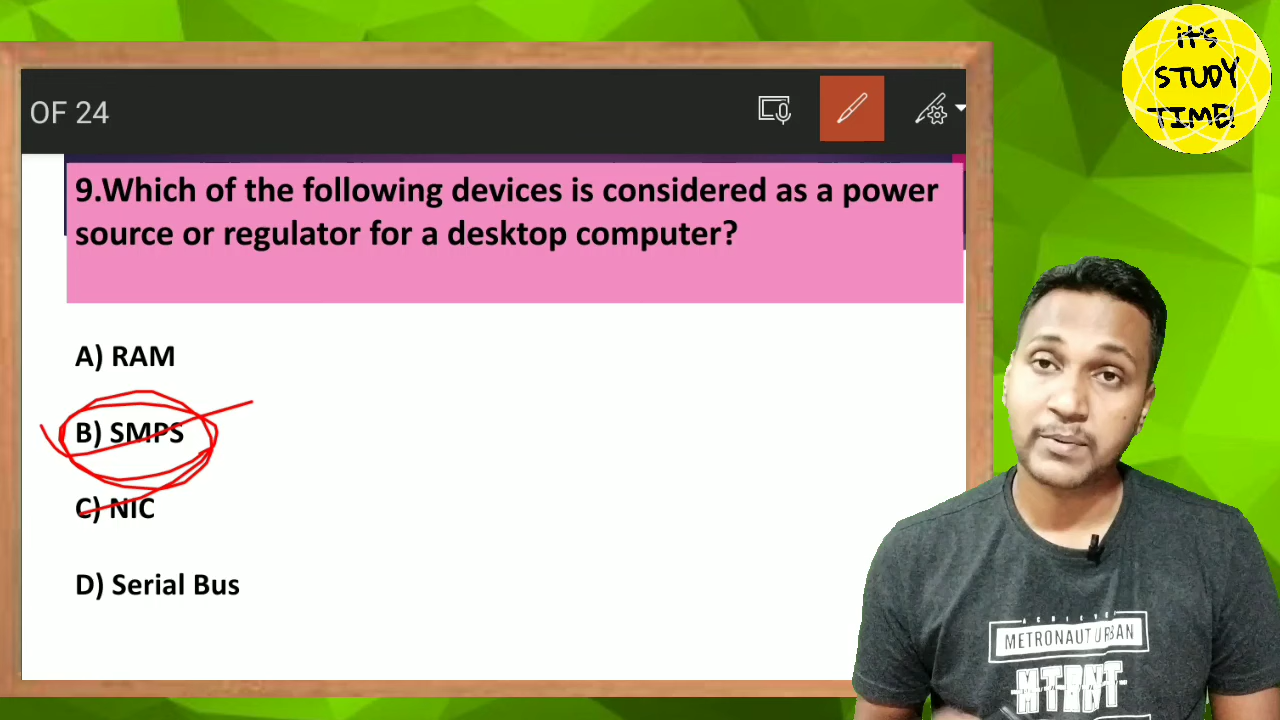 it's
STUDY
TIME!
OF 24
9.Which of the following devices is considered as a power
source or regulator for a desktop computer?
A) RAM
B) SMPS
C) NIC
D) Serial Bus
METRONAUT URBAN
MTRNT